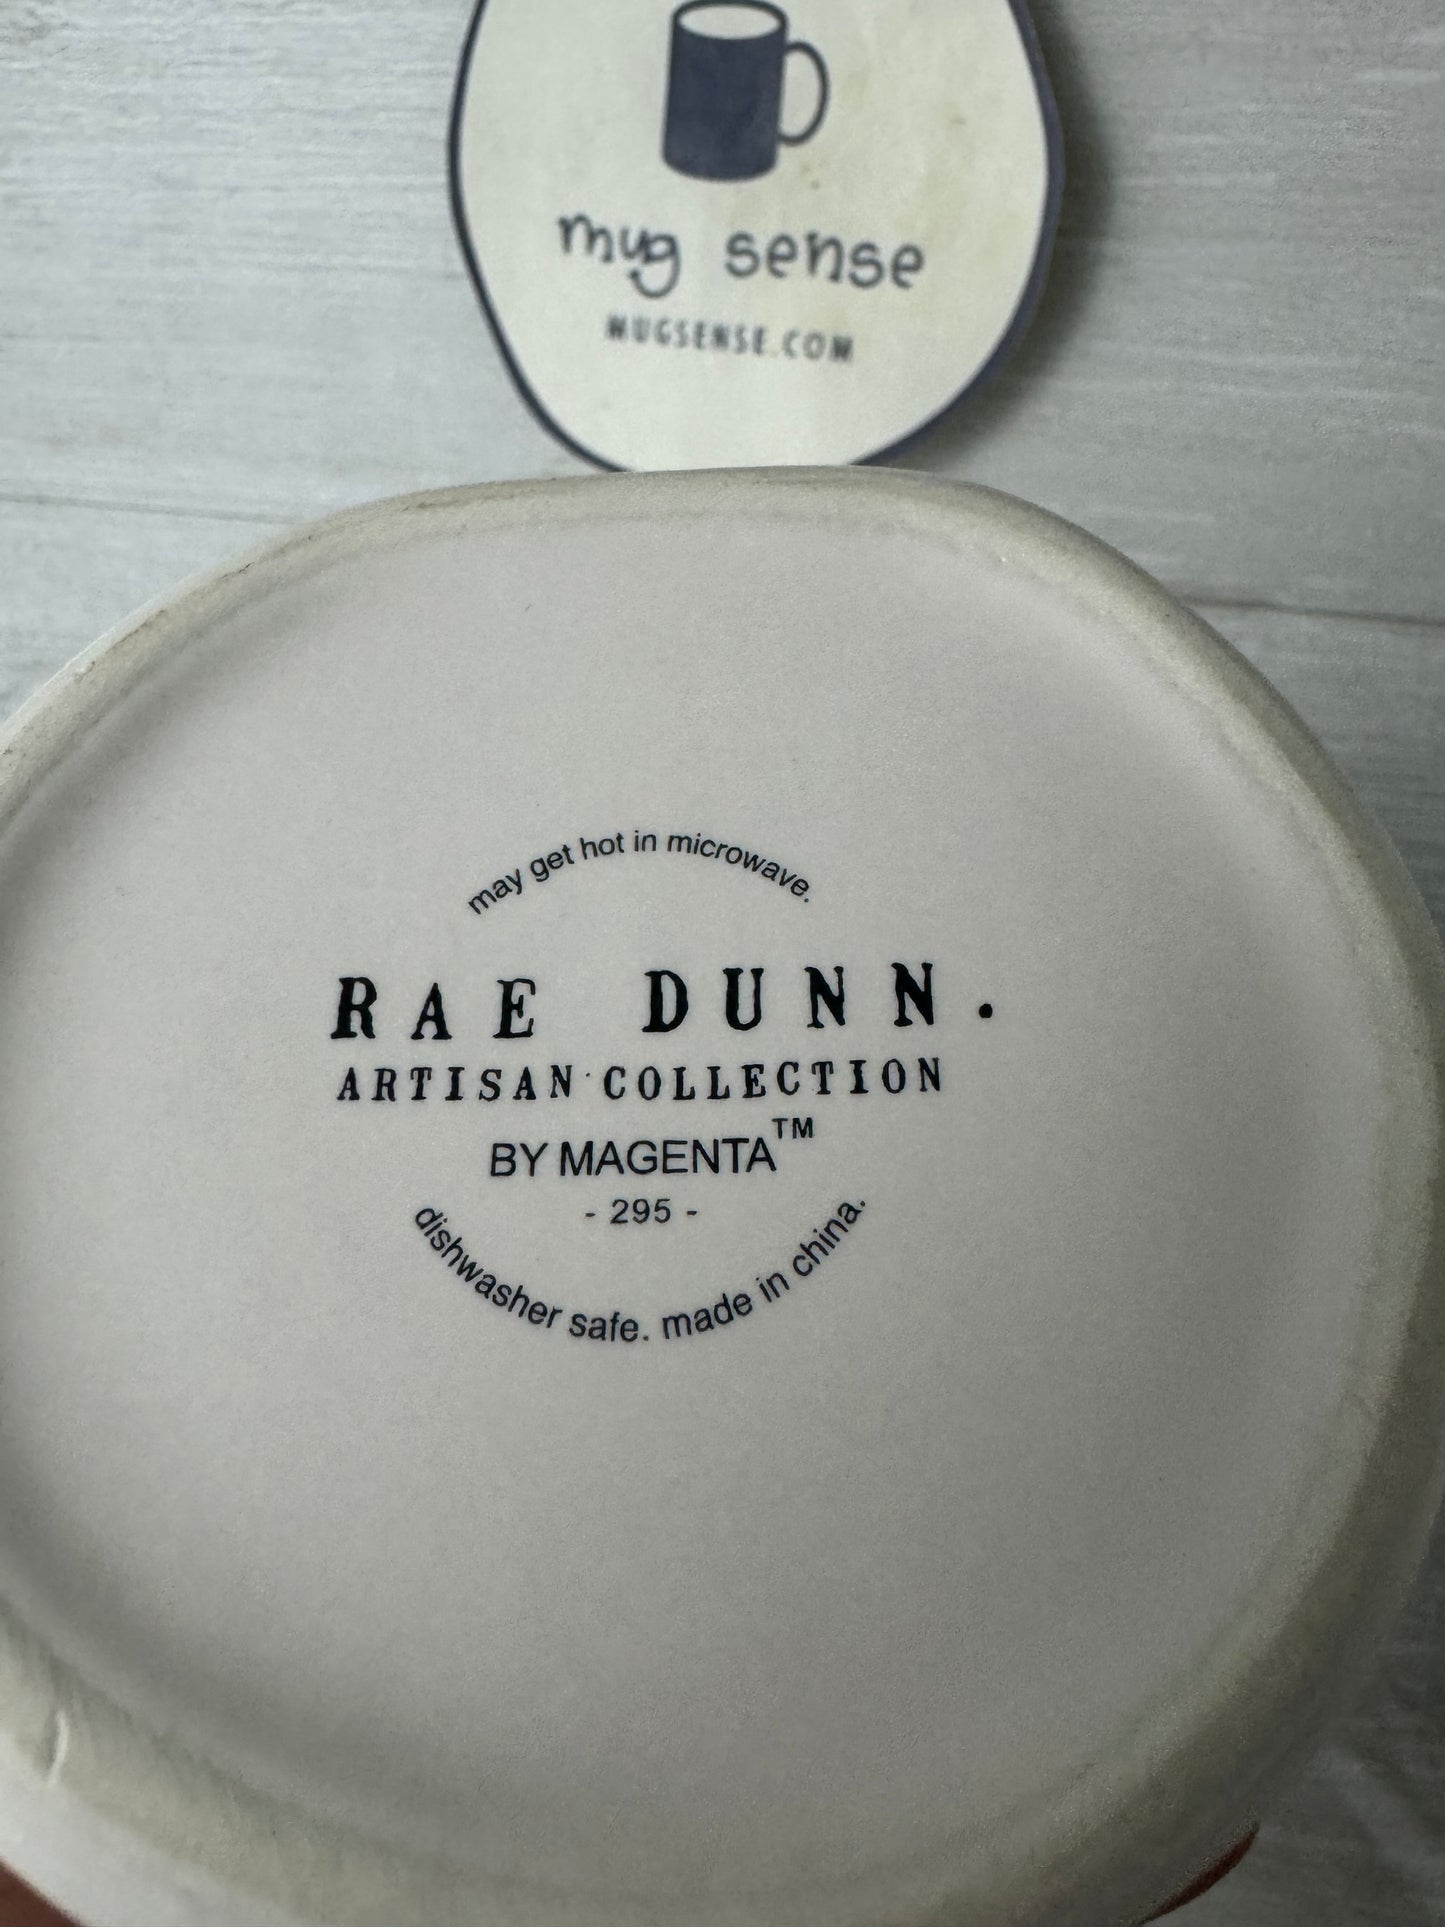 mug sense
MUGSENSE.COM
may get hot in microwave.
RAE DUNN.
ARTISAN COLLECTION
BY MAGENTA™
- 295 -
dishwasher safe. made in china.